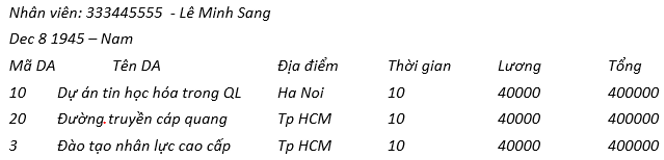 Nhân viên: 333445555 - Lê Minh Sang
Dec 8 1945 – Nam
Mã DA Tên DA Địa điểm Thời gian Lương Tổng
10 Dự án tin học hóa trong QL Ha Noi 10 40000 400000
20 Đường.truyền cáp quang Tp HCM 10 40000 400000
3 Đào tạo nhân lực cao cấp Tp HCM 10 40000 400000